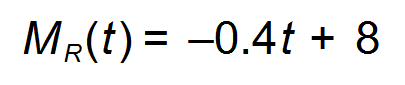 M_R(t) = –0.4t + 8